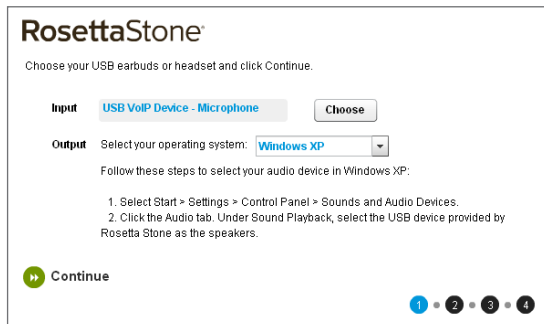 RosettaStone
Choose your USB earbuds or headset and click Continue.
Input USB VoIP Device - Microphone Choose
Output Select your operating system: Windows XP
Follow these steps to select your audio device in Windows XP:
1. Select Start > Settings > Control Panel > Sounds and Audio Devices.
2. Click the Audio tab. Under Sound Playback, select the USB device provided by
Rosetta Stone as the speakers.
Continue
1 2 3 4